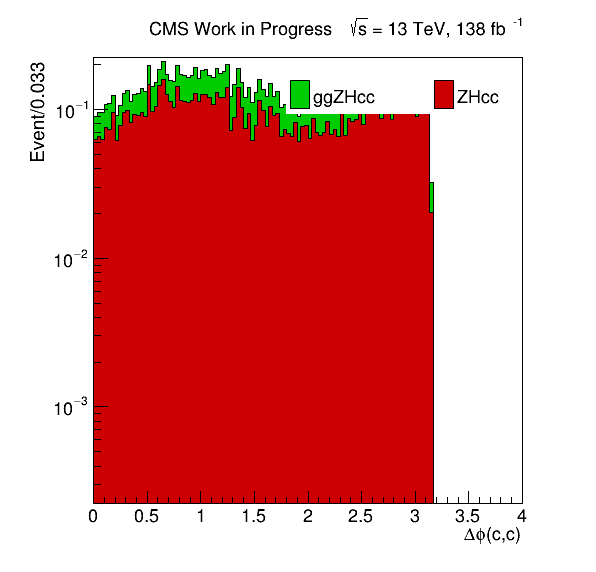 CMS Work in Progress √s = 13 TeV, 138 fb⁻¹
Event/0.033
ggZHcc ZHcc
10⁻¹
10⁻²
10⁻³
0 0.5 1 1.5 2 2.5 3 3.5 4
Δϕ(c,c)